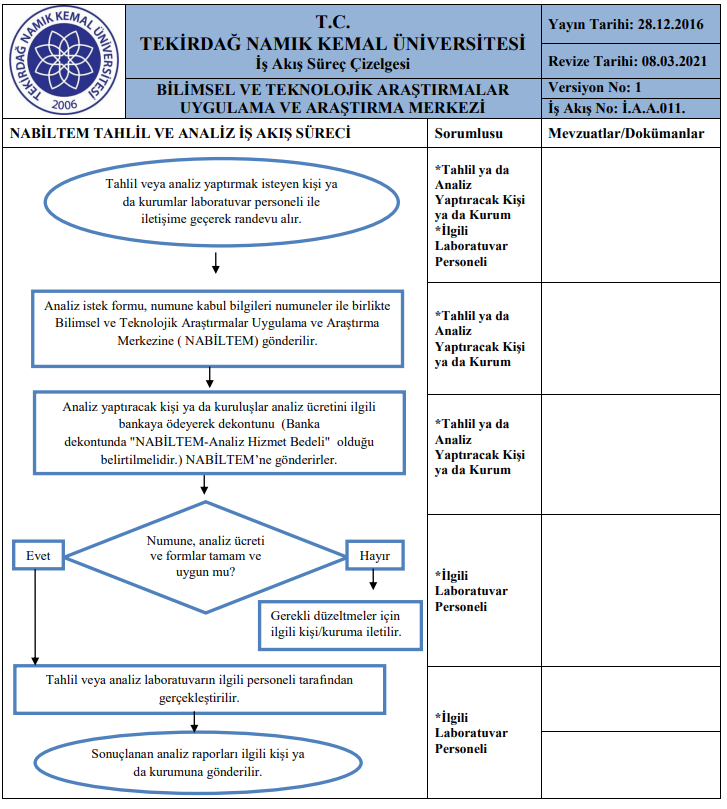 TEKİRDAĞ NAMIK KEMAL ÜNİVERSİTESİ
2006
T.C.
TEKİRDAĞ NAMIK KEMAL ÜNİVERSİTESİ
İş Akış Süreç Çizelgesi
BİLİMSEL VE TEKNOLOJİK ARAŞTIRMALAR
UYGULAMA VE ARAŞTIRMA MERKEZİ
Yayın Tarihi: 28.12.2016
Revize Tarihi: 08.03.2021
Versiyon No: 1
İş Akış No: İ.A.A.011.
NABİLTEM TAHLİL VE ANALİZ İŞ AKIŞ SÜRECİ
Sorumlusu
Mevzuatlar/Dokümanlar
Tahlil veya analiz yaptırmak isteyen kişi ya
da kurumlar laboratuvar personeli ile
iletişime geçerek randevu alır.
*Tahlil ya da
Analiz
Yaptıracak Kişi
ya da Kurum
*İlgili
Laboratuvar
Personeli
Analiz istek formu, numune kabul bilgileri numuneler ile birlikte
Bilimsel ve Teknolojik Araştırmalar Uygulama ve Araştırma
Merkezine ( NABİLTEM) gönderilir.
*Tahlil ya da
Analiz
Yaptıracak Kişi
ya da Kurum
Analiz yaptıracak kişi ya da kuruluşlar analiz ücretini ilgili
bankaya ödeyerek dekontunu (Banka
dekontunda "NABİLTEM-Analiz Hizmet Bedeli" olduğu
belirtilmelidir.) NABİLTEM’ne gönderirler.
*Tahlil ya da
Analiz
Yaptıracak Kişi
ya da Kurum
Numune, analiz ücreti
ve formlar tamam ve
uygun mu?
Evet
Hayır
Gerekli düzeltmeler için
ilgili kişi/kuruma iletilir.
*İlgili
Laboratuvar
Personeli
Tahlil veya analiz laboratuvarın ilgili personeli tarafından
gerçekleştirilir.
Sonuçlanan analiz raporları ilgili kişi ya
da kurumuna gönderilir.
*İlgili
Laboratuvar
Personeli